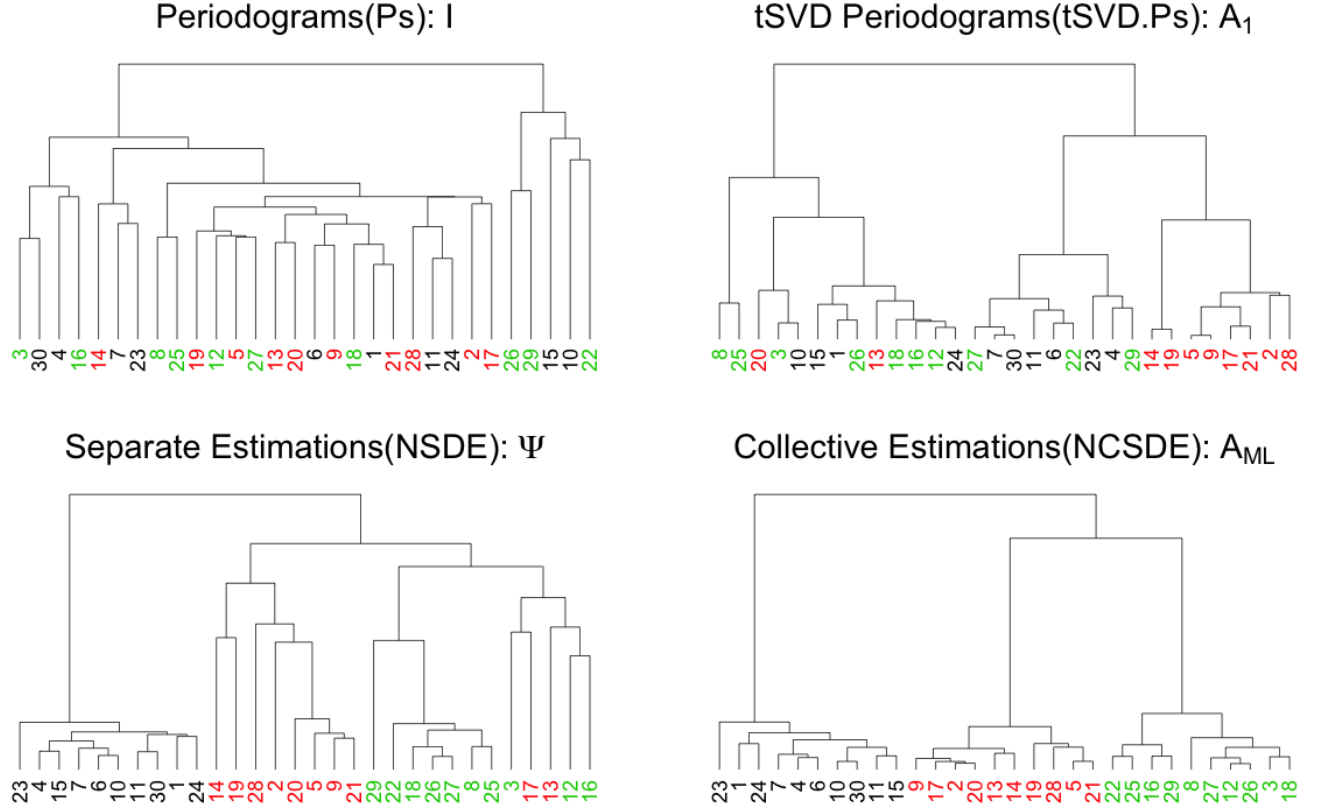 Periodograms(Ps): I
3 30 4 16 14 7 23 8 25 19 12 5 27 13 20 6 9 18 1 21 28 11 24 2 17 26 29 15 10 22
tSVD Periodograms(tSVD.Ps): A₁
8 25 20 3 10 15 1 26 13 18 16 12 24 27 7 30 11 6 22 23 4 29 14 19 5 9 17 21 2 28
Separate Estimations(NSDE): Ψ
23 4 15 7 6 10 11 30 1 24 14 19 28 2 20 5 9 21 29 22 18 26 27 8 25 3 17 13 12 16
Collective Estimations(NCSDE): A_ML
23 1 24 7 4 6 10 30 11 15 9 17 2 20 13 14 19 28 5 21 22 25 16 29 8 27 12 26 3 18